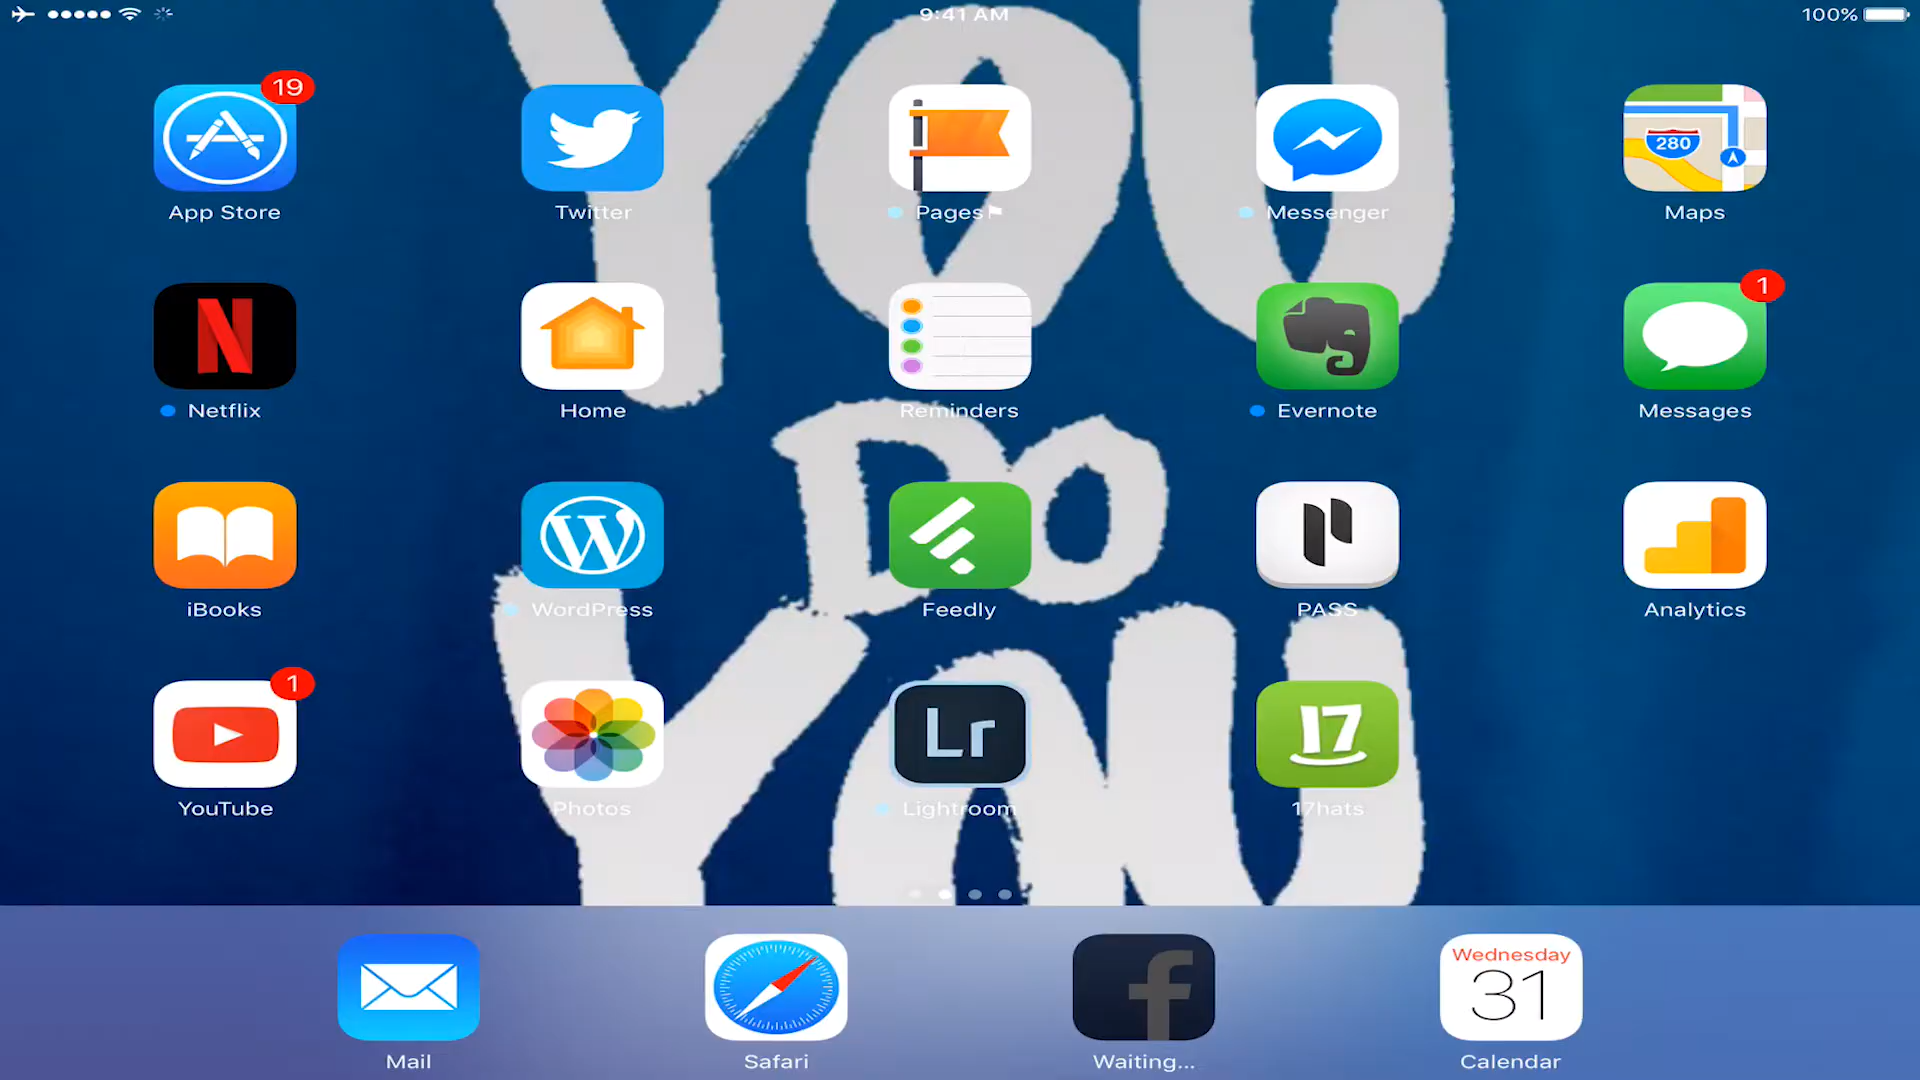 9:41 AM
100%
YOU
DO
YOU
19
280
App Store
Twitter
Pages
Messenger
Maps
N
1
Netflix
Home
Reminders
Evernote
Messages
W
iBooks
WordPress
Feedly
PASS
Analytics
1
Lr
17
YouTube
Photos
Lightroom
17hats
f
Wednesday
31
Mail
Safari
Waiting...
Calendar